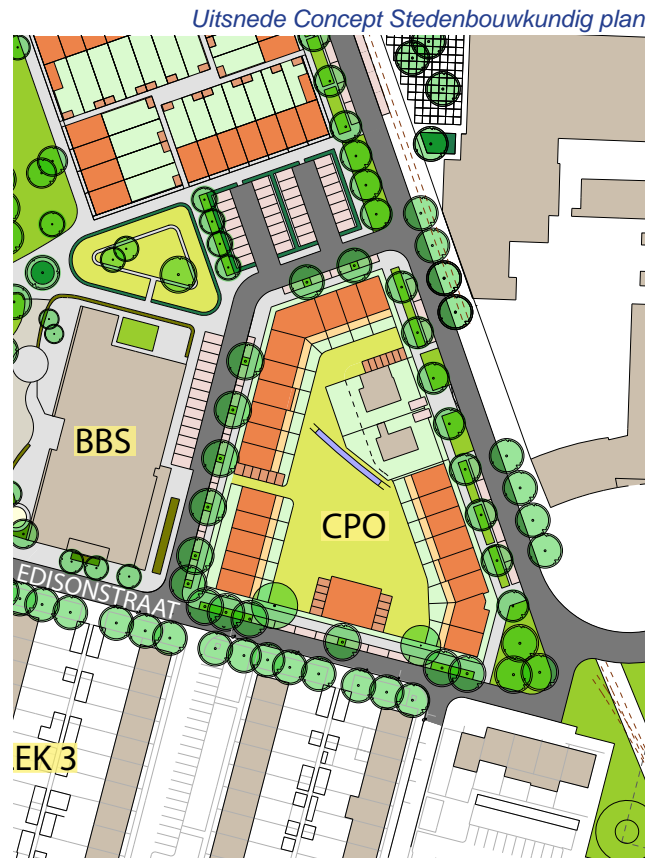 Uitsnede Concept Stedenbouwkundig plan
BBS
CPO
EDISONSTRAAT
EK 3